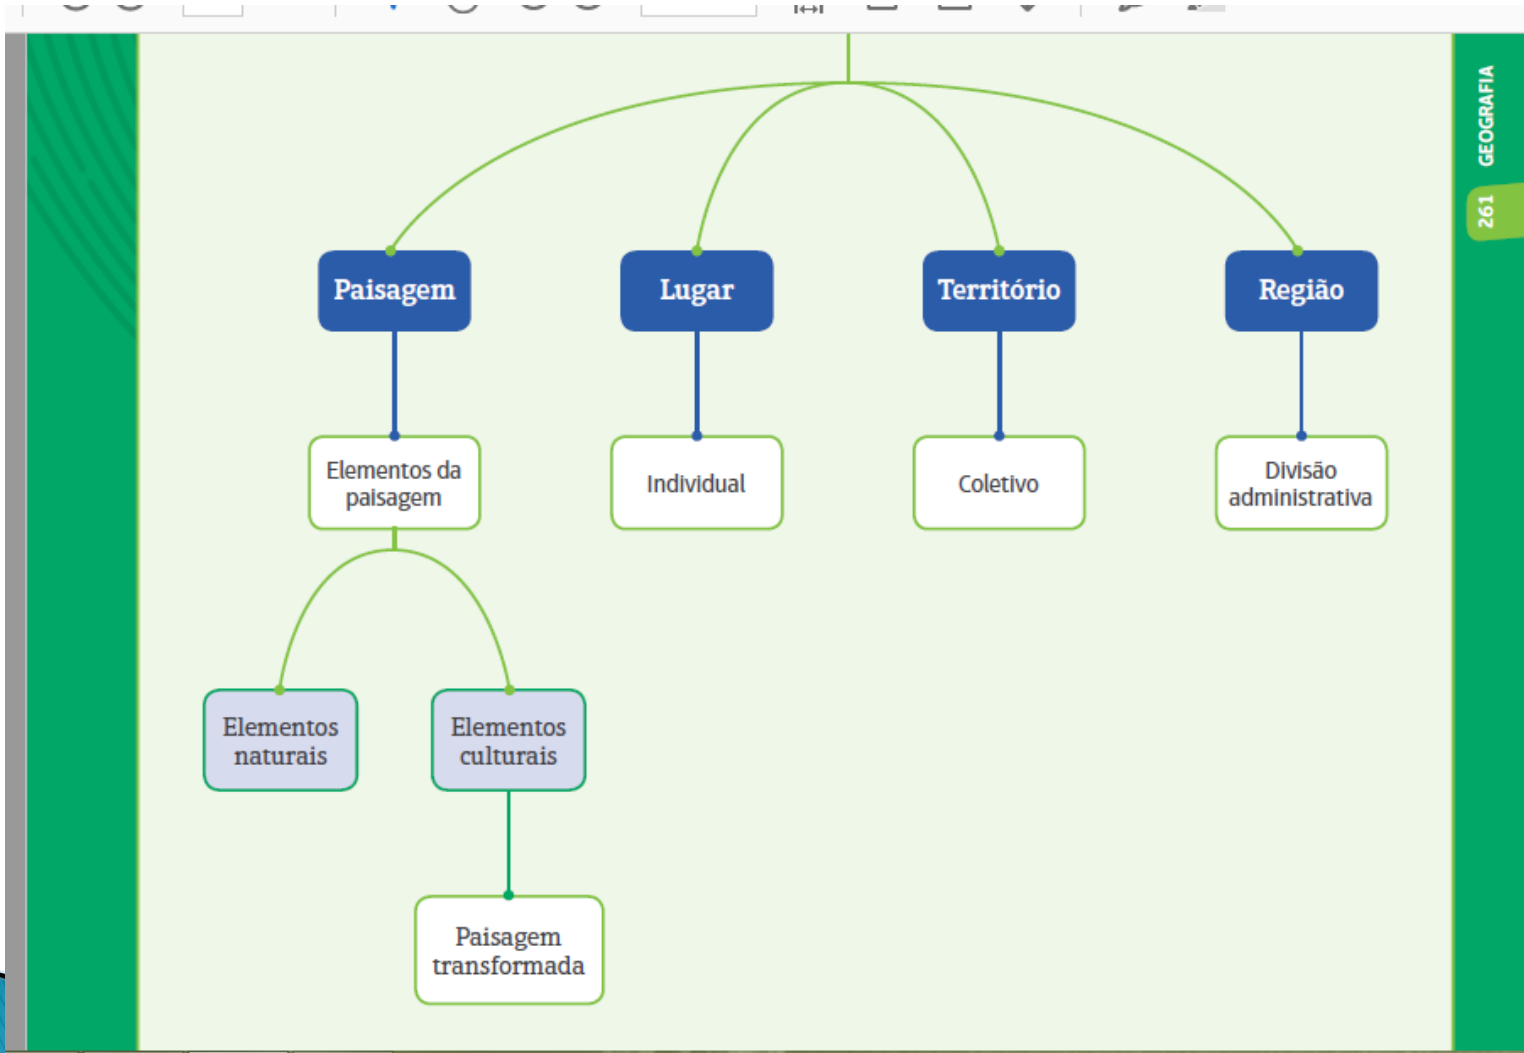 GEOGRAFIA
261
Paisagem
Lugar
Território
Região
Elementos da
paisagem
Individual
Coletivo
Divisão
administrativa
Elementos
naturais
Elementos
culturais
Paisagem
transformada